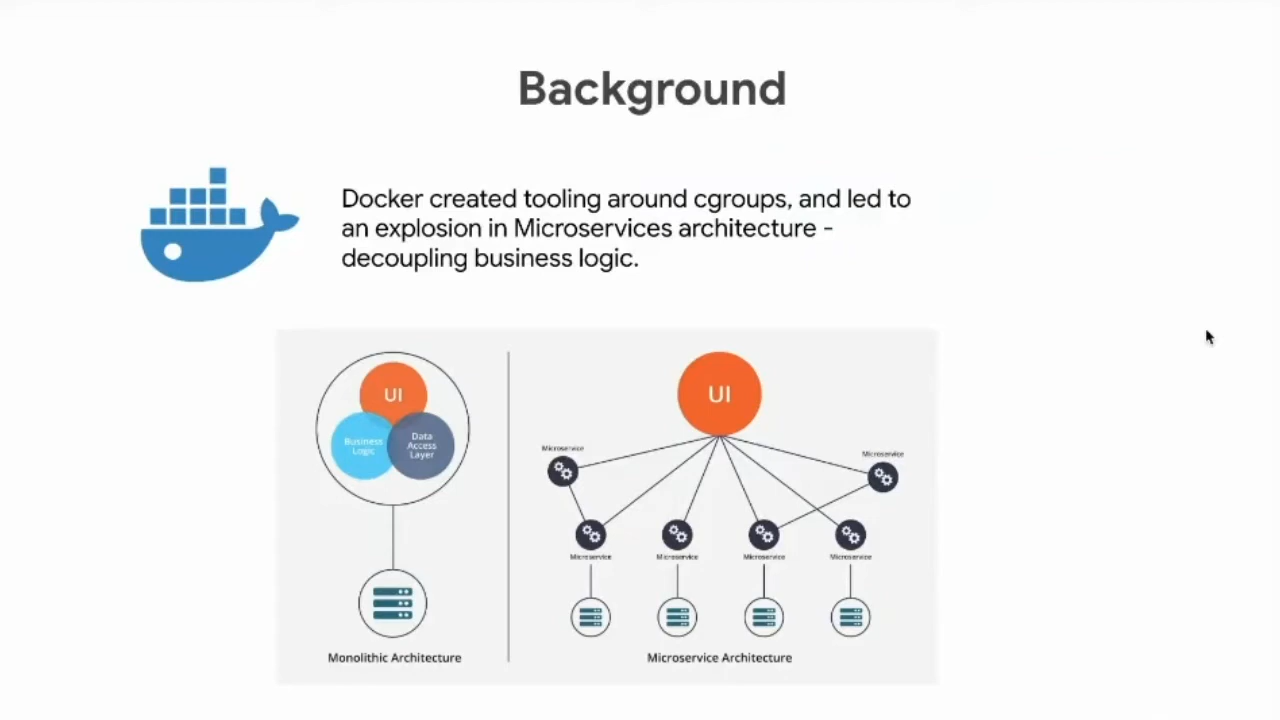 Background
Docker created tooling around cgroups, and led to
an explosion in Microservices architecture -
decoupling business logic.
UI
Business
Logic
Data
Access
Layer
Monolithic Architecture
UI
Microservice
Microservice
Microservice
Microservice
Microservice
Microservice
Microservice Architecture